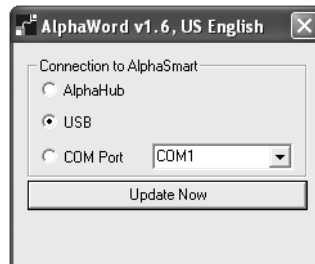 AlphaWord v1.6, US English
Connection to AlphaSmart
AlphaHub
USB
COM Port COM1
Update Now